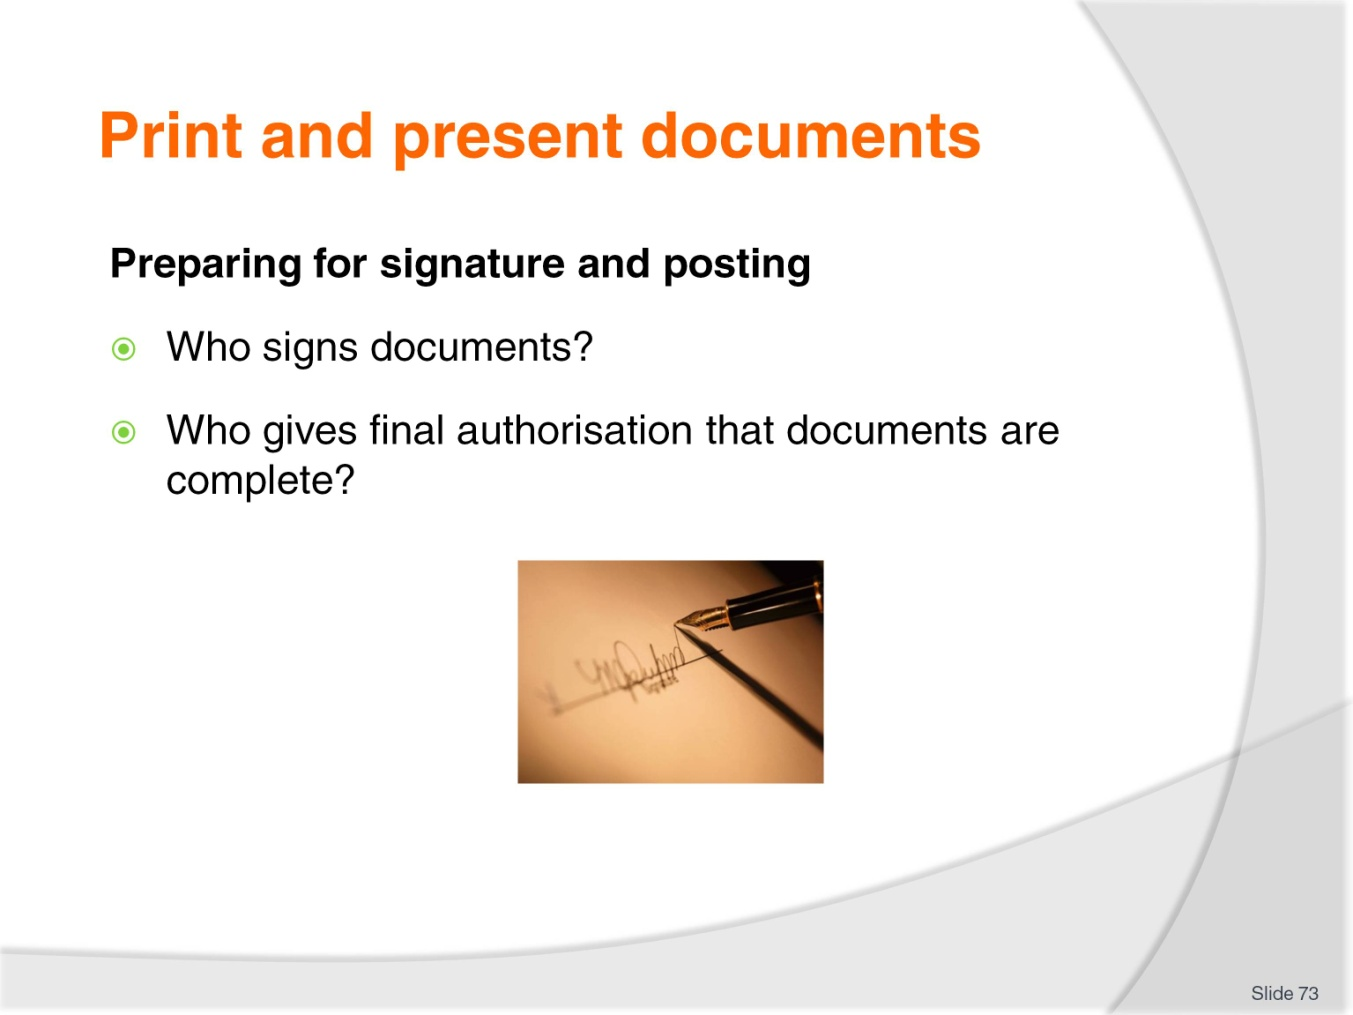 Print and present documents
Preparing for signature and posting
Who signs documents?
Who gives final authorisation that documents are
complete?
Slide 73